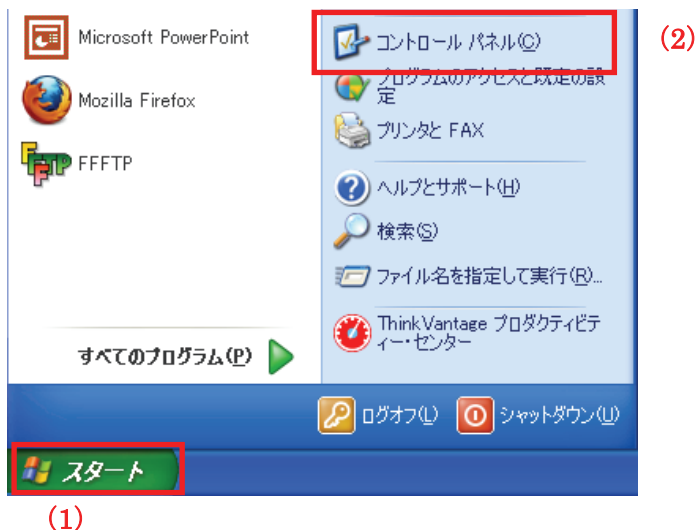 Microsoft PowerPoint
Mozilla Firefox
FFFTP
すべてのプログラム(P)
コントロール パネル(C)
(2)
プログラムのアクセスと既定の設
定
プリンタと FAX
ヘルプとサポート(H)
検索(S)
ファイル名を指定して実行(R)...
ThinkVantage プロダクティビテ
ィー・センター
ログオフ(L)
シャットダウン(U)
スタート
(1)